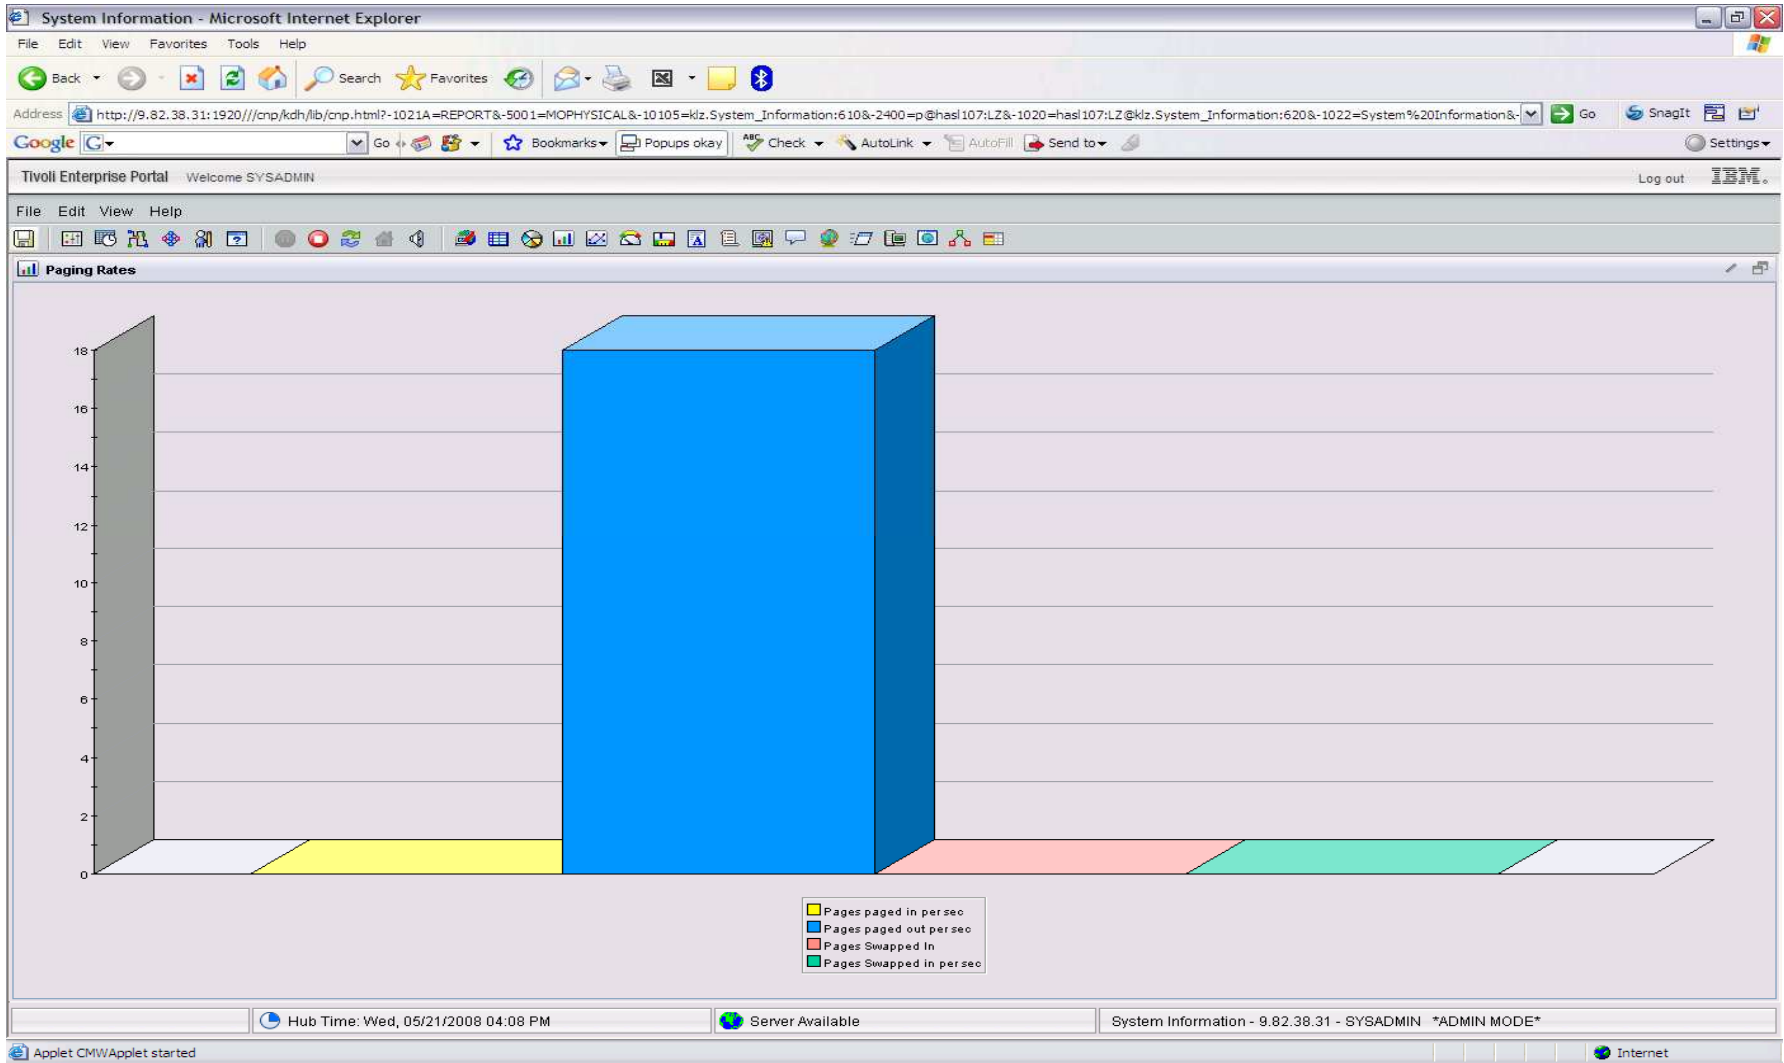 System Information - Microsoft Internet Explorer
File Edit View Favorites Tools Help
Back Search Favorites
Address http://9.82.38.31:1920///cnp/kdh/lib/cnp.html?-1021A=REPORT&-5001=MOPHYSICAL&-10105=klz.System_Information:610&-2400=p@hasl107:LZ&-1020=hasl107:LZ@klz.System_Information:620&-1022=System%20Information&- Go SnagIt
Google G Go Bookmarks Popups okay ABC Check AutoLink AutoFill Send to Settings
Tivoli Enterprise Portal Welcome SYSADMIN Log out IBM.
File Edit View Help
Paging Rates
18
16
14
12
10
8
6
4
2
0
Pages paged in per sec
Pages paged out per sec
Pages Swapped In
Pages Swapped in per sec
Hub Time: Wed, 05/21/2008 04:08 PM Server Available System Information - 9.82.38.31 - SYSADMIN *ADMIN MODE*
Applet CMWApplet started Internet